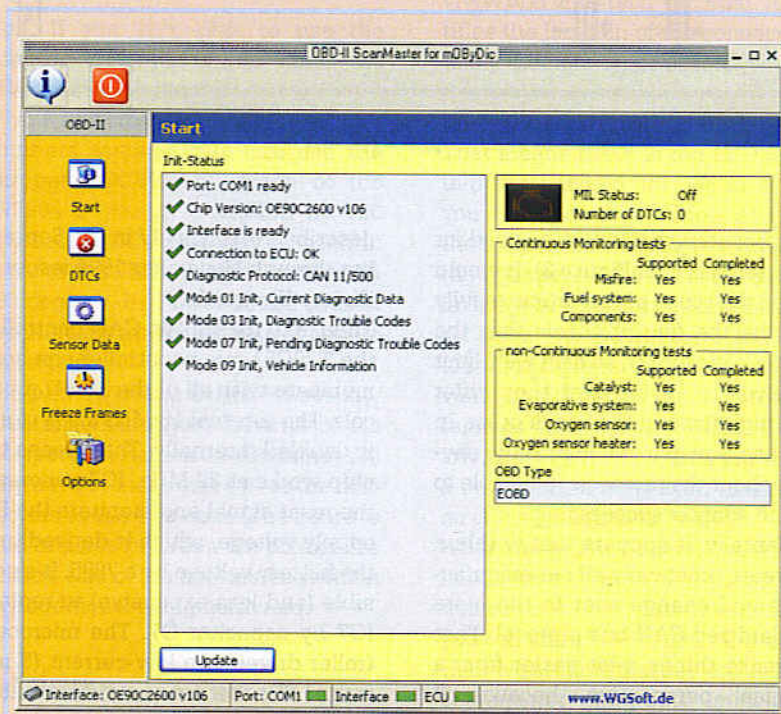 OBD-II ScanMaster for mOByDic
OBD-II
Start
DTCs
Sensor Data
Freeze Frames
Options
Start
Init-Status
Port: COM1 ready
Chip Version: OE90C2600 v106
Interface is ready
Connection to ECU: OK
Diagnostic Protocol: CAN 11/500
Mode 01 Init, Current Diagnostic Data
Mode 03 Init, Diagnostic Trouble Codes
Mode 07 Init, Pending Diagnostic Trouble Codes
Mode 09 Init, Vehicle Information
MIL Status: Off
Number of DTCs: 0
Continuous Monitoring tests
Supported Completed
Misfire: Yes Yes
Fuel system: Yes Yes
Components: Yes Yes
non-Continuous Monitoring tests
Supported Completed
Catalyst: Yes Yes
Evaporative system: Yes Yes
Oxygen sensor: Yes Yes
Oxygen sensor heater: Yes Yes
OBD Type
EOBD
Update
Interface: OE90C2600 v106 Port: COM1 Interface ECU www.WGSoft.de